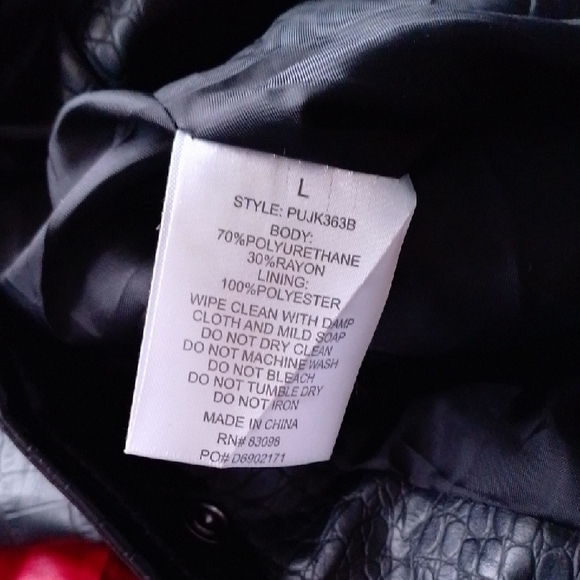 L
STYLE: PUJK363B
BODY:
70%POLYURETHANE
30%RAYON
LINING:
100%POLYESTER
WIPE CLEAN WITH DAMP
CLOTH AND MILD SOAP
DO NOT DRY CLEAN
DO NOT MACHINE WASH
DO NOT BLEACH
DO NOT TUMBLE DRY
DO NOT IRON
MADE IN CHINA
RN# 83098
PO# D6902171